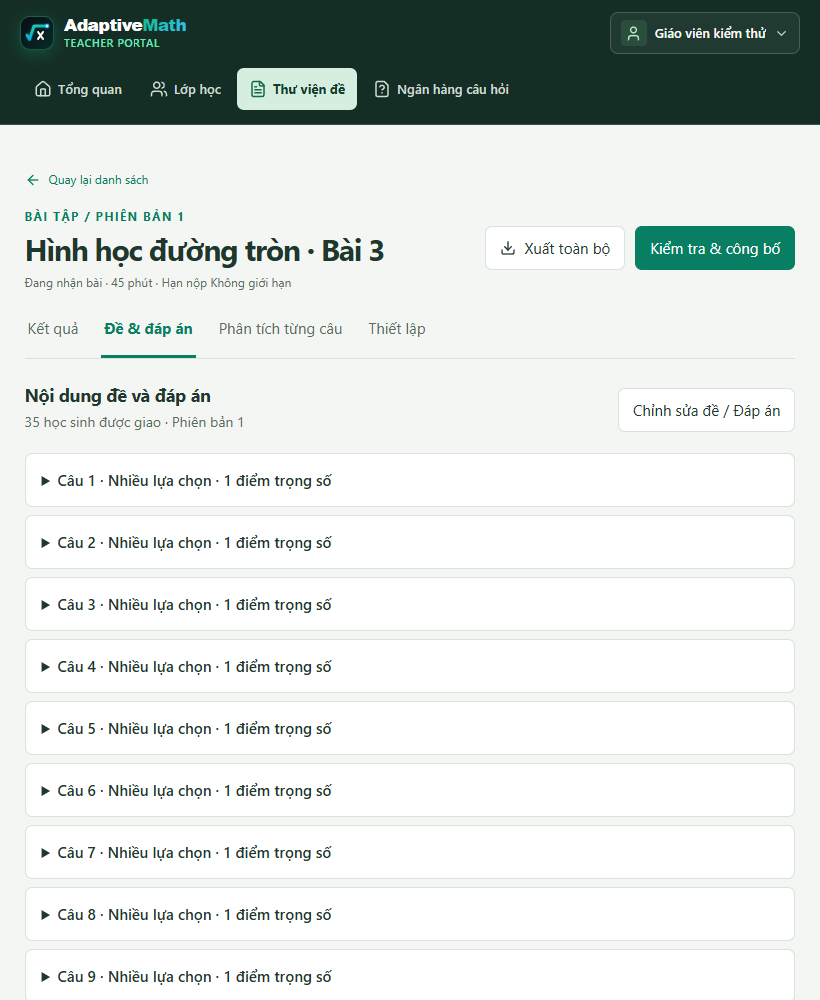 AdaptiveMath
TEACHER PORTAL
Giáo viên kiểm thử
Tổng quan
Lớp học
Thư viện đề
Ngân hàng câu hỏi
Quay lại danh sách
BÀI TẬP / PHIÊN BẢN 1
Hình học đường tròn · Bài 3
Đang nhận bài · 45 phút · Hạn nộp Không giới hạn
Xuất toàn bộ
Kiểm tra & công bố
Kết quả
Đề & đáp án
Phân tích từng câu
Thiết lập
Nội dung đề và đáp án
35 học sinh được giao · Phiên bản 1
Chỉnh sửa đề / Đáp án
Câu 1 · Nhiều lựa chọn · 1 điểm trọng số
Câu 2 · Nhiều lựa chọn · 1 điểm trọng số
Câu 3 · Nhiều lựa chọn · 1 điểm trọng số
Câu 4 · Nhiều lựa chọn · 1 điểm trọng số
Câu 5 · Nhiều lựa chọn · 1 điểm trọng số
Câu 6 · Nhiều lựa chọn · 1 điểm trọng số
Câu 7 · Nhiều lựa chọn · 1 điểm trọng số
Câu 8 · Nhiều lựa chọn · 1 điểm trọng số
Câu 9 · Nhiều lựa chọn · 1 điểm trọng số